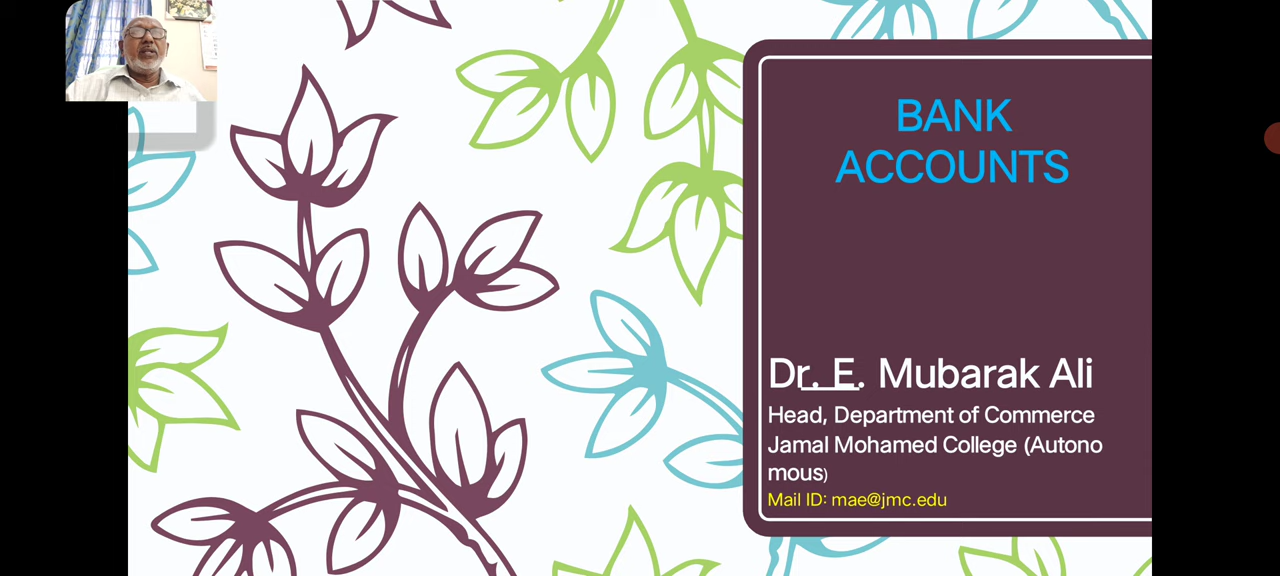 BANK
ACCOUNTS
Dr. E. Mubarak Ali
Head, Department of Commerce
Jamal Mohamed College (Autono
mous)
Mail ID: mae@jmc.edu